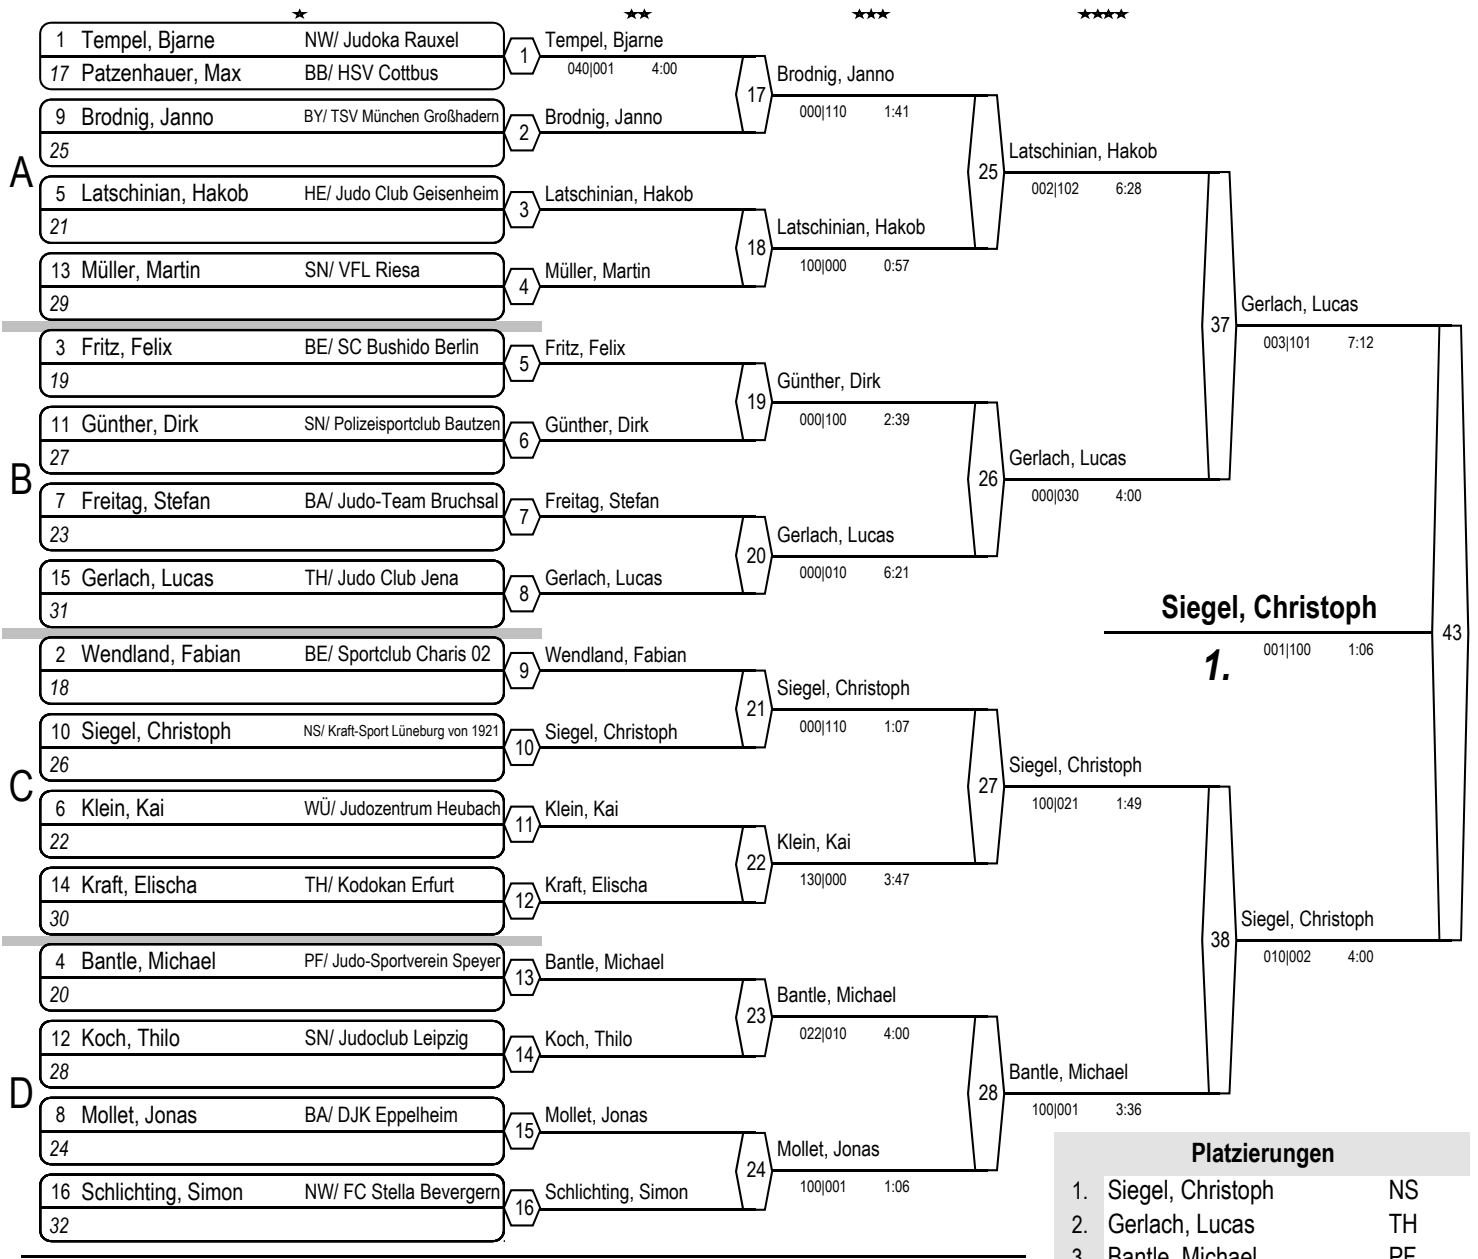 ★ ★★ ★★★ ★★★★
A
1 Tempel, Bjarne NW/ Judoka Rauxel
17 Patzenhauer, Max BB/ HSV Cottbus
9 Brodnig, Janno BY/ TSV München Großhadern
25
5 Latschinian, Hakob HE/ Judo Club Geisenheim
21
13 Müller, Martin SN/ VFL Riesa
29
B
3 Fritz, Felix BE/ SC Bushido Berlin
19
11 Günther, Dirk SN/ Polizeisportclub Bautzen
27
7 Freitag, Stefan BA/ Judo-Team Bruchsal
23
15 Gerlach, Lucas TH/ Judo Club Jena
31
C
2 Wendland, Fabian BE/ Sportclub Charis 02
18
10 Siegel, Christoph NS/ Kraft-Sport Lüneburg von 1921
26
6 Klein, Kai WÜ/ Judozentrum Heubach
22
14 Kraft, Elischa TH/ Kodokan Erfurt
30
D
4 Bantle, Michael PF/ Judo-Sportverein Speyer
20
12 Koch, Thilo SN/ Judoclub Leipzig
28
8 Mollet, Jonas BA/ DJK Eppelheim
24
16 Schlichting, Simon NW/ FC Stella Bevergern
32
1 Tempel, Bjarne
040|001 4:00
2 Brodnig, Janno
3 Latschinian, Hakob
4 Müller, Martin
5 Fritz, Felix
6 Günther, Dirk
7 Freitag, Stefan
8 Gerlach, Lucas
9 Wendland, Fabian
10 Siegel, Christoph
11 Klein, Kai
12 Kraft, Elischa
13 Bantle, Michael
14 Koch, Thilo
15 Mollet, Jonas
16 Schlichting, Simon
17 Brodnig, Janno
000|110 1:41
18 Latschinian, Hakob
100|000 0:57
19 Günther, Dirk
000|100 2:39
20 Gerlach, Lucas
000|010 6:21
21 Siegel, Christoph
000|110 1:07
22 Klein, Kai
130|000 3:47
23 Bantle, Michael
022|010 4:00
24 Mollet, Jonas
100|001 1:06
25 Latschinian, Hakob
002|102 6:28
26 Gerlach, Lucas
000|030 4:00
27 Siegel, Christoph
100|021 1:49
28 Bantle, Michael
100|001 3:36
37 Gerlach, Lucas
003|101 7:12
38 Siegel, Christoph
010|002 4:00
43 Siegel, Christoph
1. 001|100 1:06
Platzierungen
1. Siegel, Christoph NS
2. Gerlach, Lucas TH
3. Bantle, Michael PF